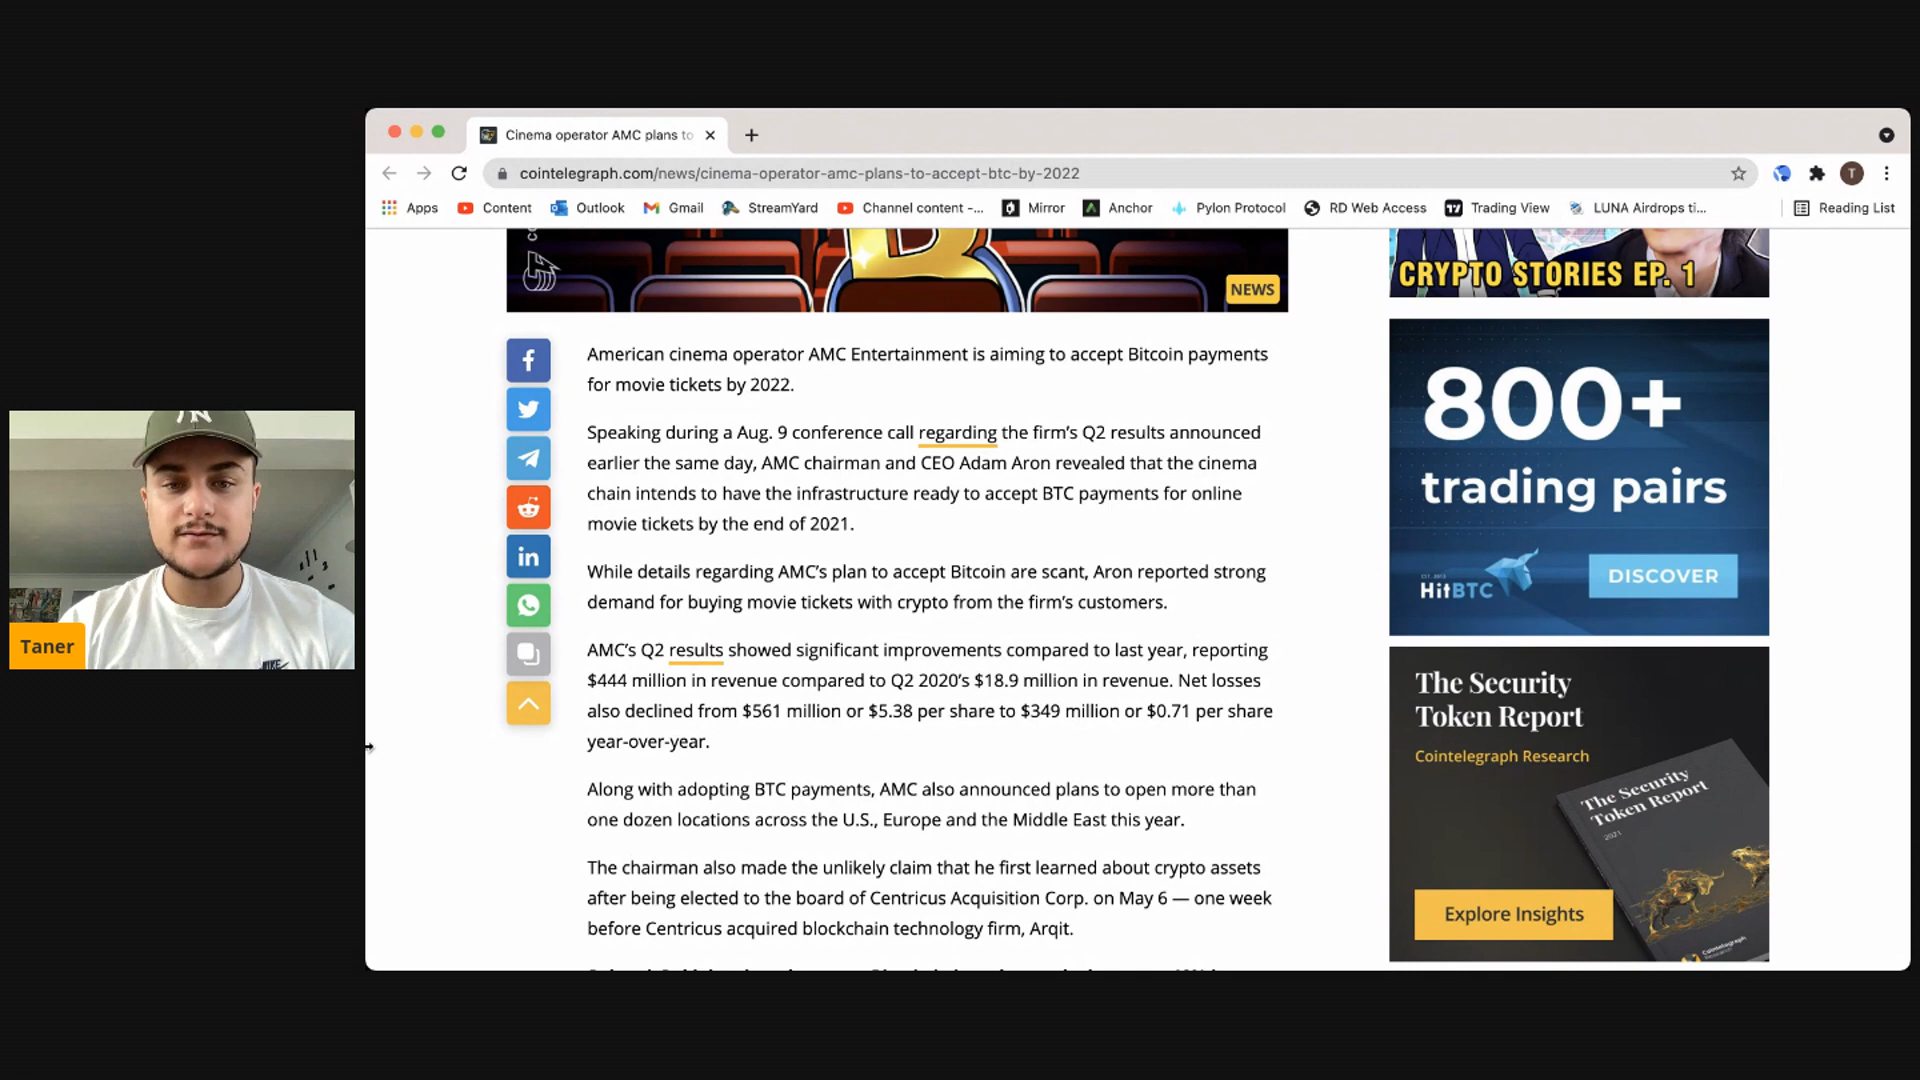 Cinema operator AMC plans to
cointelegraph.com/news/cinema-operator-amc-plans-to-accept-btc-by-2022
T
Apps
Content
Outlook
Gmail
StreamYard
Channel content -...
Mirror
Anchor
Pylon Protocol
RD Web Access
Trading View
LUNA Airdrops ti...
Reading List
NEWS
CRYPTO STORIES EP. 1
American cinema operator AMC Entertainment is aiming to accept Bitcoin payments
for movie tickets by 2022.
Speaking during a Aug. 9 conference call regarding the firm's Q2 results announced
earlier the same day, AMC chairman and CEO Adam Aron revealed that the cinema
chain intends to have the infrastructure ready to accept BTC payments for online
movie tickets by the end of 2021.
While details regarding AMC's plan to accept Bitcoin are scant, Aron reported strong
demand for buying movie tickets with crypto from the firm's customers.
AMC's Q2 results showed significant improvements compared to last year, reporting
$444 million in revenue compared to Q2 2020's $18.9 million in revenue. Net losses
also declined from $561 million or $5.38 per share to $349 million or $0.71 per share
year-over-year.
Along with adopting BTC payments, AMC also announced plans to open more than
one dozen locations across the U.S., Europe and the Middle East this year.
The chairman also made the unlikely claim that he first learned about crypto assets
after being elected to the board of Centricus Acquisition Corp. on May 6 — one week
before Centricus acquired blockchain technology firm, Arqit.
800+
trading pairs
HitBTC
DISCOVER
The Security
Token Report
Cointelegraph Research
The Security
Token Report
2021
Explore Insights
Taner